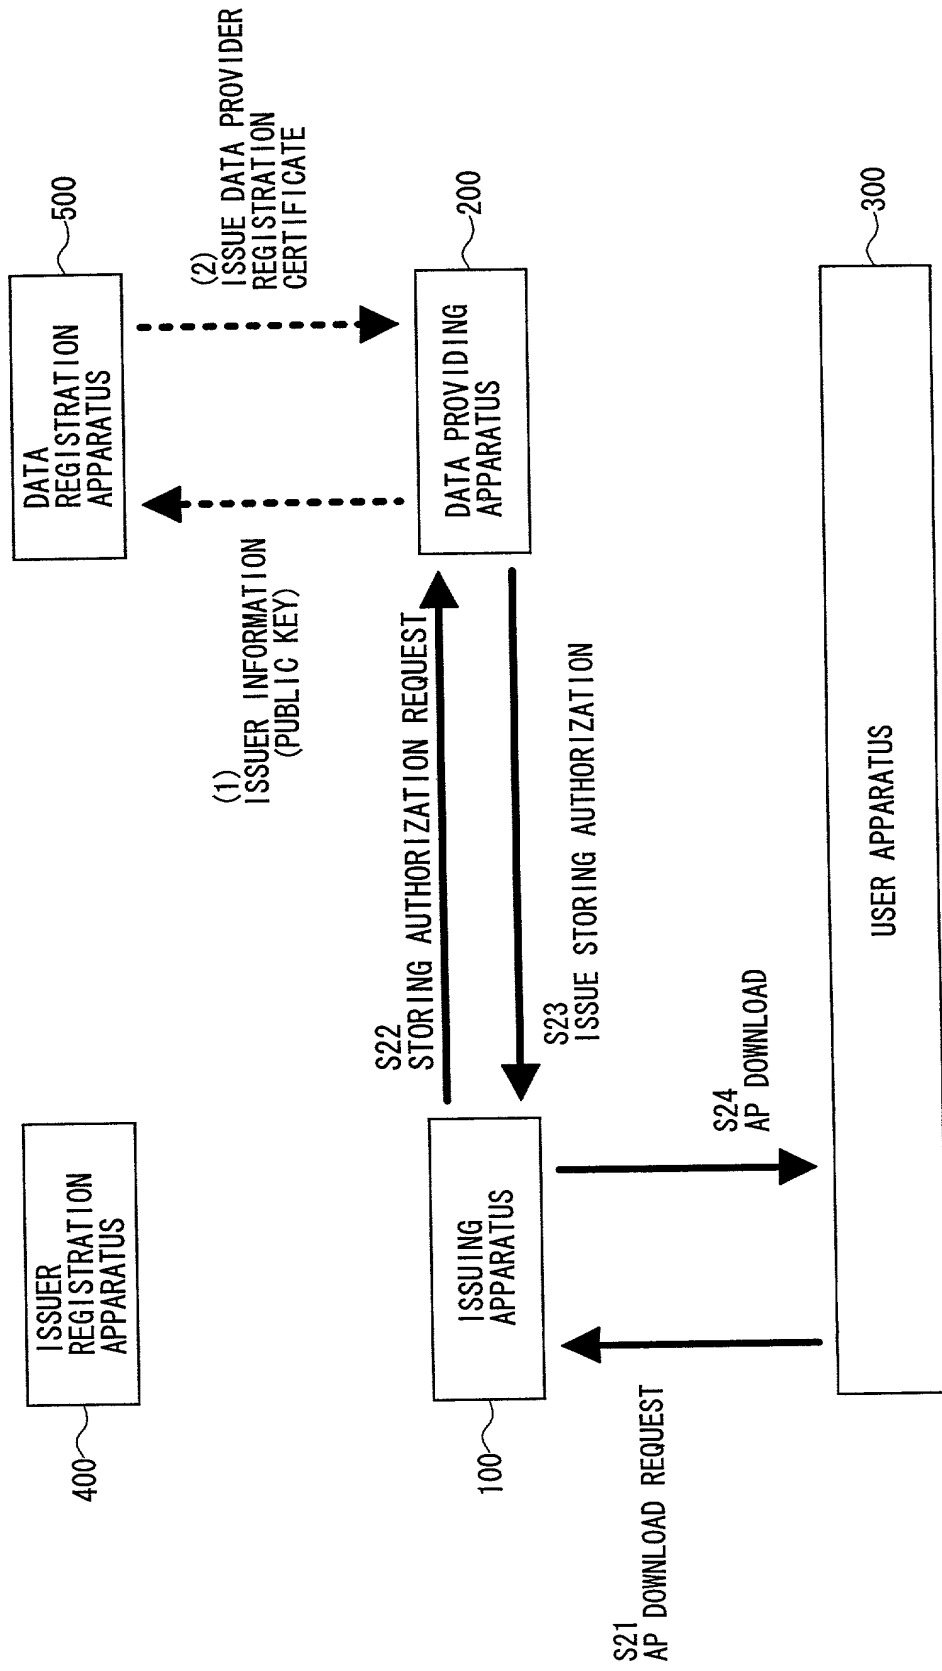 400
ISSUER
REGISTRATION
APPARATUS
DATA
REGISTRATION
APPARATUS
500
(1)
ISSUER INFORMATION
(PUBLIC KEY)
(2)
ISSUE DATA PROVIDER
REGISTRATION
CERTIFICATE
100
ISSUING
APPARATUS
S22
STORING AUTHORIZATION REQUEST
DATA PROVIDING
APPARATUS
200
S23
ISSUE STORING AUTHORIZATION
S21
AP DOWNLOAD REQUEST
S24
AP DOWNLOAD
USER APPARATUS
300